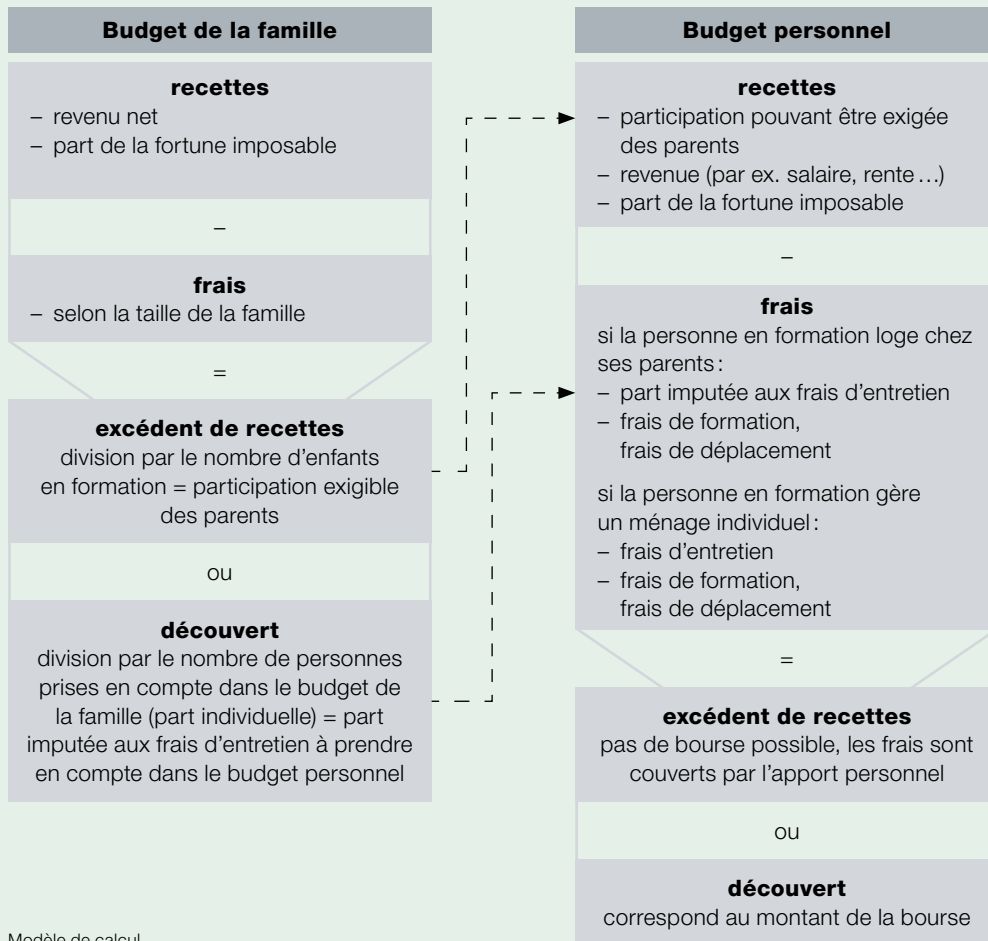 Budget de la famille
recettes
– revenu net
– part de la fortune imposable
–
frais
– selon la taille de la famille
=
excédent de recettes
division par le nombre d'enfants
en formation = participation exigible
des parents
ou
découvert
division par le nombre de personnes
prises en compte dans le budget de
la famille (part individuelle) = part
imputée aux frais d'entretien à prendre
en compte dans le budget personnel
Budget personnel
recettes
– participation pouvant être exigée
des parents
– revenue (par ex. salaire, rente…)
– part de la fortune imposable
–
frais
si la personne en formation loge chez
ses parents :
– part imputée aux frais d'entretien
– frais de formation,
frais de déplacement
si la personne en formation gère
un ménage individuel :
– frais d'entretien
– frais de formation,
frais de déplacement
=
excédent de recettes
pas de bourse possible, les frais sont
couverts par l'apport personnel
ou
découvert
correspond au montant de la bourse
Modèle de calcul